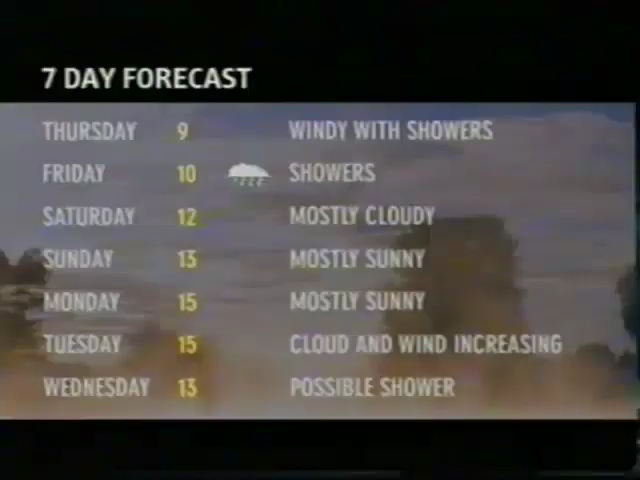 7 DAY FORECAST
THURSDAY 9 WINDY WITH SHOWERS
FRIDAY 10 SHOWERS
SATURDAY 12 MOSTLY CLOUDY
SUNDAY 13 MOSTLY SUNNY
MONDAY 15 MOSTLY SUNNY
TUESDAY 15 CLOUD AND WIND INCREASING
WEDNESDAY 13 POSSIBLE SHOWER